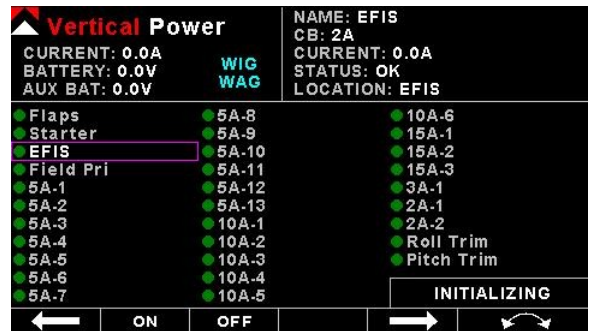 Vertical Power
CURRENT: 0.0A
BATTERY: 0.0V
AUX BAT: 0.0V
WIG
WAG
NAME: EFIS
CB: 2A
CURRENT: 0.0A
STATUS: OK
LOCATION: EFIS
Flaps
Starter
EFIS
Field Pri
5A-1
5A-2
5A-3
5A-4
5A-5
5A-6
5A-7
5A-8
5A-9
5A-10
5A-11
5A-12
5A-13
10A-1
10A-2
10A-3
10A-4
10A-5
10A-6
15A-1
15A-2
15A-3
3A-1
2A-1
2A-2
Roll Trim
Pitch Trim
INITIALIZING
ON
OFF